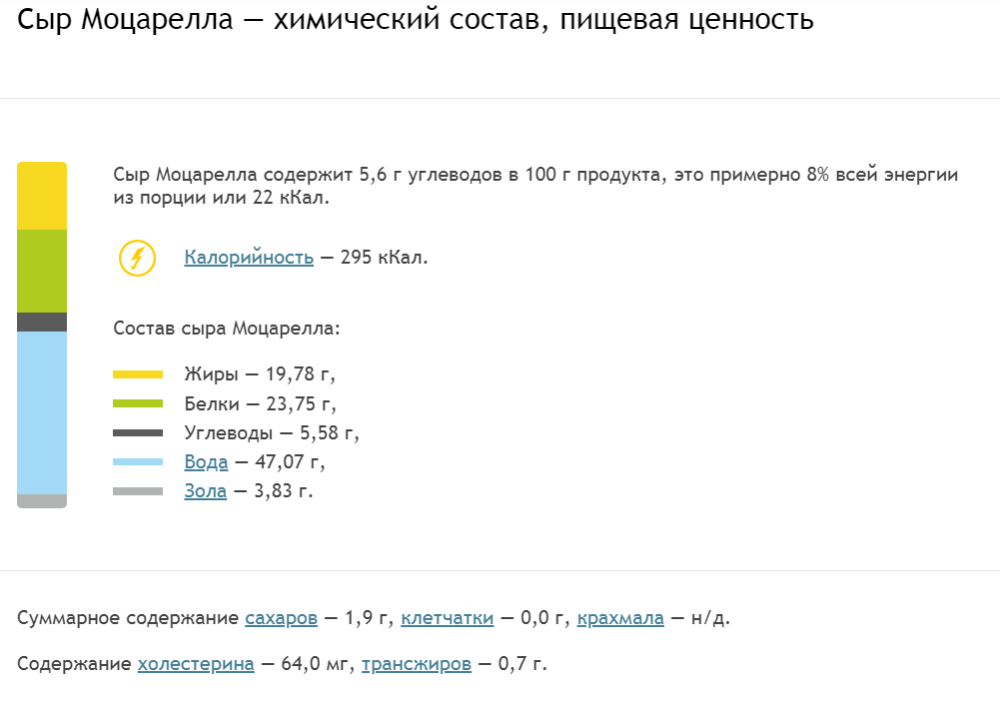 Сыр Моцарелла — химический состав, пищевая ценность
Сыр Моцарелла содержит 5,6 г углеводов в 100 г продукта, это примерно 8% всей энергии
из порции или 22 кКал.
Калорийность — 295 кКал.
Состав сыра Моцарелла:
Жиры — 19,78 г,
Белки — 23,75 г,
Углеводы — 5,58 г,
Вода — 47,07 г,
Зола — 3,83 г.
Суммарное содержание сахаров — 1,9 г, клетчатки — 0,0 г, крахмала — н/д.
Содержание холестерина — 64,0 мг, трансжиров — 0,7 г.